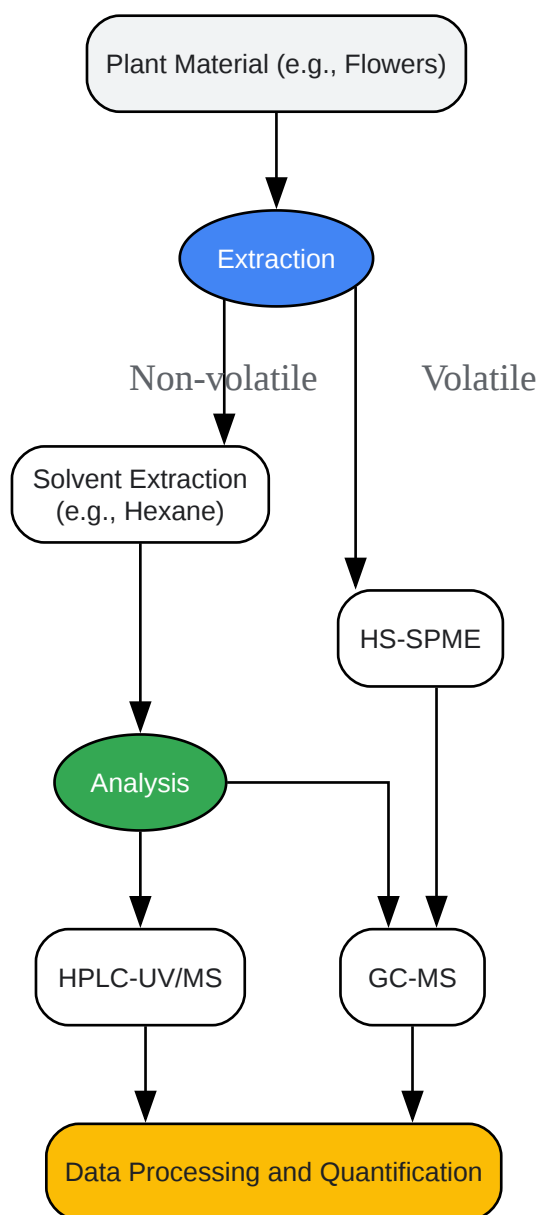 Plant Material (e.g., Flowers)
Extraction
Non-volatile
Volatile
Solvent Extraction
(e.g., Hexane)
HS-SPME
Analysis
HPLC-UV/MS
GC-MS
Data Processing and Quantification